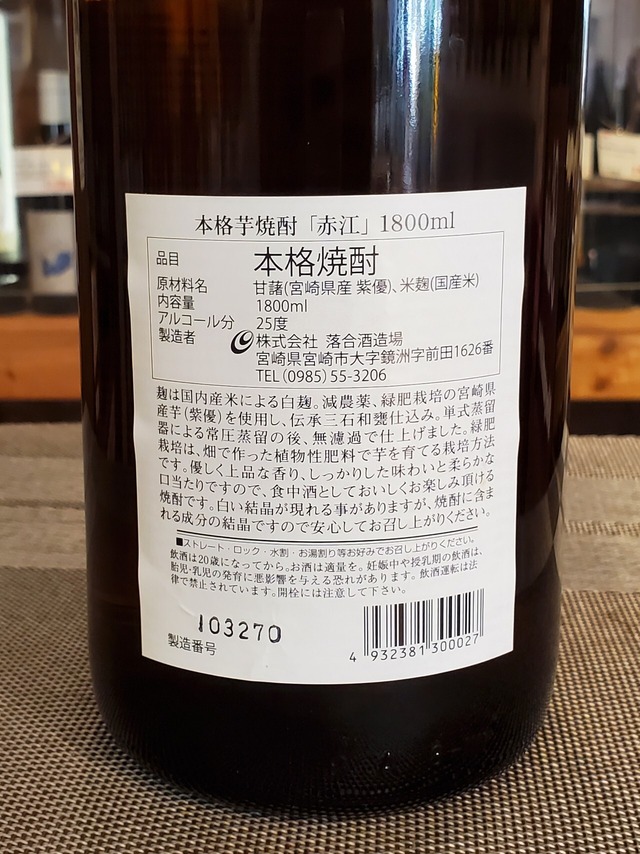 本格芋焼酎「赤江」1800ml
品目 本格焼酎
原材料名 甘藷(宮崎県産 紫優)、米麹(国産米)
内容量 1800ml
アルコール分 25度
製造者 株式会社 落合酒造場
宮崎県宮崎市大字鏡洲字前田1626番
TEL(0985)55-3206
麹は国内産米による白麹。減農薬、緑肥栽培の宮崎県
産芋(紫優)を使用し、伝承三石和甕仕込み。単式蒸留
器による常圧蒸留の後、無濾過で仕上げました。緑肥
栽培は、畑で作った植物性肥料で芋を育てる栽培方法
です。優しく上品な香り、しっかりした味わいと柔らかな
口当たりですので、食中酒としておいしくお楽しみ頂ける
焼酎です。白い結晶が現れる事がありますが、焼酎に含ま
れる成分の結晶ですので安心してお召し上がりください。
■ストレート・ロック・水割・お湯割り等お好みでお召し上がりください。
飲酒は20歳になってから。お酒は適量を。妊娠中や授乳期の飲酒は、
胎児・乳児の発育に悪影響を与える恐れがあります。飲酒運転は法
律で禁止されています。開栓には注意して下さい。
103270
製造番号
4 932381 300027